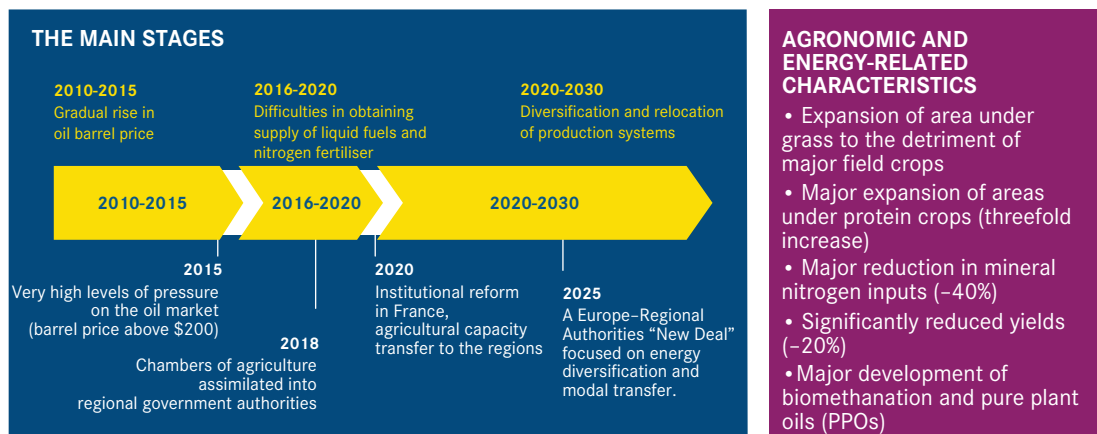 THE MAIN STAGES
2010-2015
Gradual rise in
oil barrel price
2016-2020
Difficulties in obtaining
supply of liquid fuels and
nitrogen fertiliser
2020-2030
Diversification and relocation
of production systems
2010-2015
2016-2020
2020-2030
2015
Very high levels of pressure
on the oil market
(barrel price above $200)
2018
Chambers of agriculture
assimilated into
regional government authorities
2020
Institutional reform
in France,
agricultural capacity
transfer to the regions
2025
A Europe–Regional
Authorities “New Deal”
focused on energy
diversification and
modal transfer.
AGRONOMIC AND
ENERGY-RELATED
CHARACTERISTICS
• Expansion of area under
grass to the detriment of
major field crops
• Major expansion of areas
under protein crops (threefold
increase)
• Major reduction in mineral
nitrogen inputs (–40%)
• Significantly reduced yields
(–20%)
•Major development of
biomethanation and pure plant
oils (PPOs)